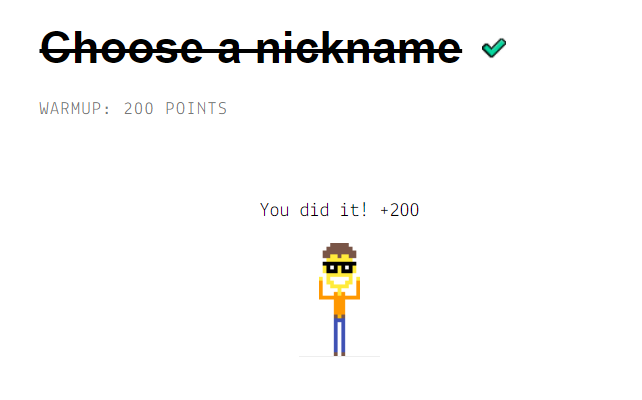 Choose a nickname
WARMUP: 200 POINTS
You did it! +200